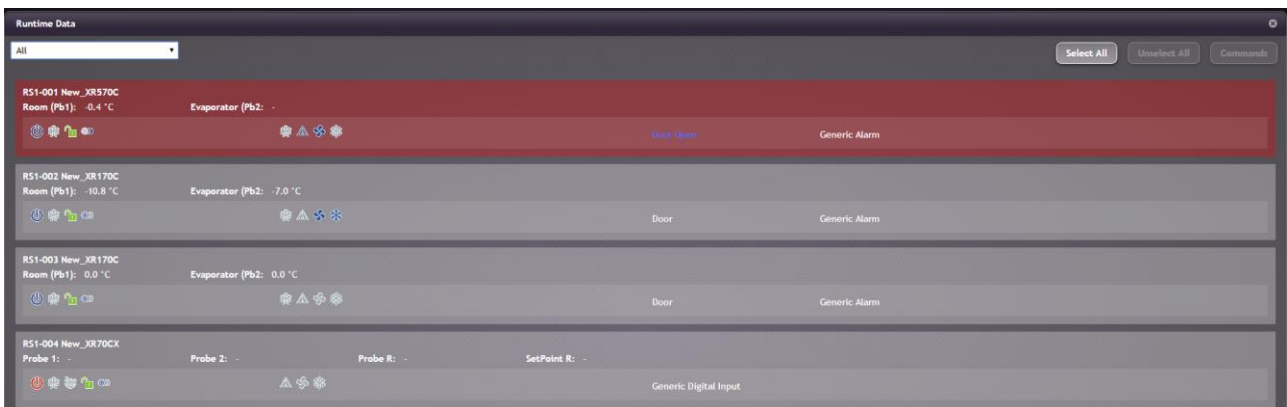 Runtime Data
All
Select All Unselect All Commands
RS1-001 New_XR570C
Room (Pb1): -0.4 °C Evaporator (Pb2: -
Door Open Generic Alarm
RS1-002 New_XR170C
Room (Pb1): -10.8 °C Evaporator (Pb2: -7.0 °C
Door Generic Alarm
RS1-003 New_XR170C
Room (Pb1): 0.0 °C Evaporator (Pb2: 0.0 °C
Door Generic Alarm
RS1-004 New_XR70CX
Probe 1: - Probe 2: - Probe R: - SetPoint R: -
Generic Digital Input